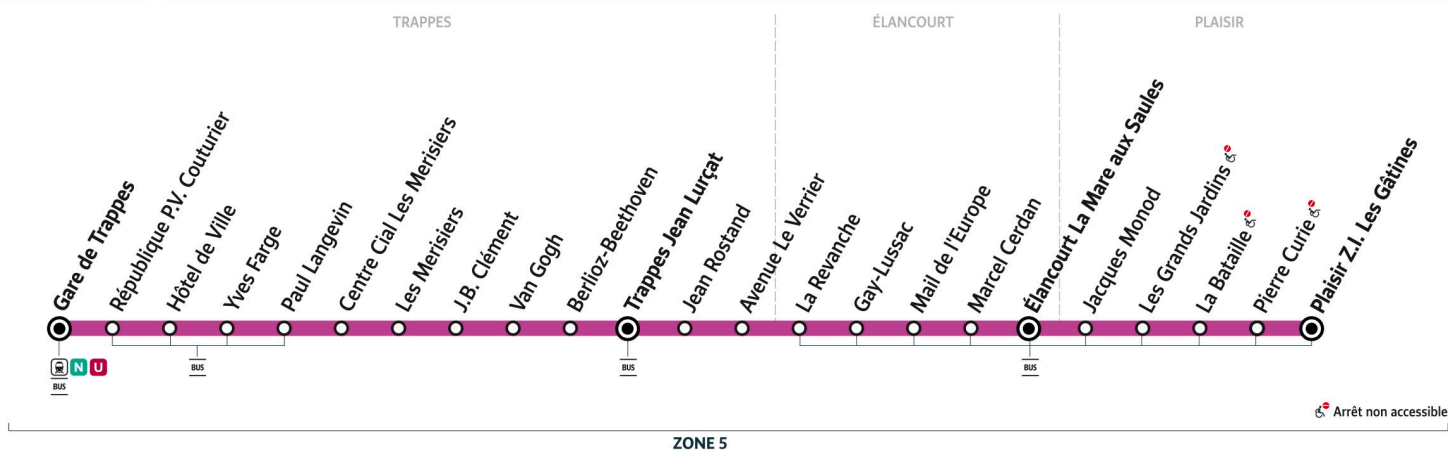 TRAPPES
ÉLANCOURT
PLAISIR
Gare de Trappes
République P.V. Couturier
Hôtel de Ville
Yves Farge
Paul Langevin
Centre Cial Les Merisiers
Les Merisiers
J.B. Clément
Van Gogh
Berlioz-Beethoven
Trappes Jean Lurçat
Jean Rostand
Avenue Le Verrier
La Revanche
Gay-Lussac
Mail de l'Europe
Marcel Cerdan
Élancourt La Mare aux Saules
Jacques Monod
Les Grands Jardins
La Bataille
Pierre Curie
Plaisir Z.I. Les Gâtines
N U
BUS
BUS
BUS
BUS
Arrêt non accessible
ZONE 5